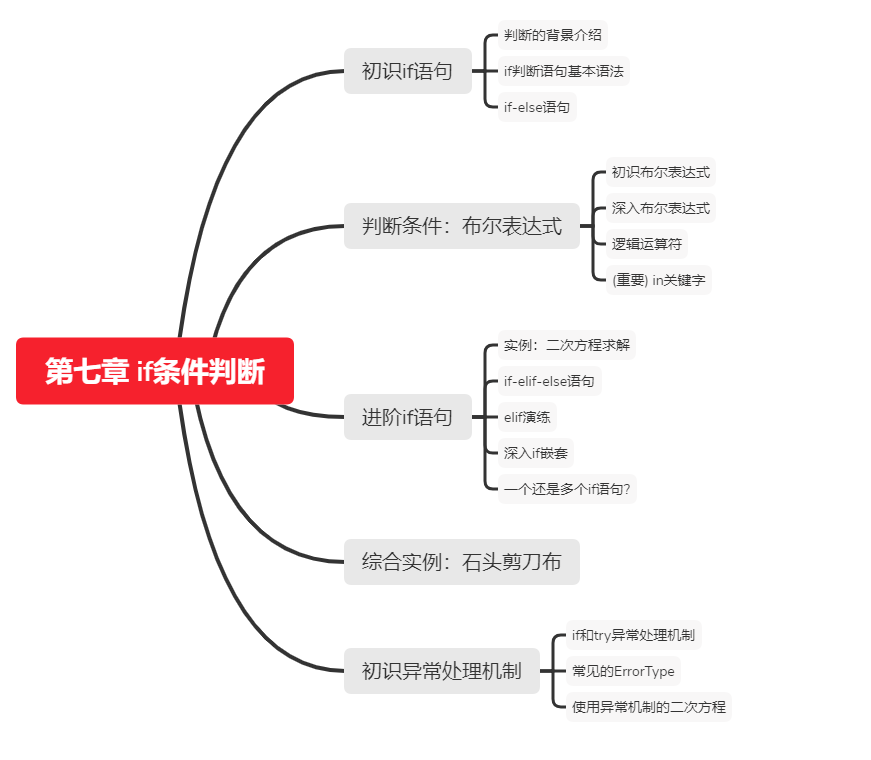 第七章 if条件判断
初识if语句
判断的背景介绍
if判断语句基本语法
if-else语句
判断条件：布尔表达式
初识布尔表达式
深入布尔表达式
逻辑运算符
(重要) in关键字
进阶if语句
实例：二次方程求解
if-elif-else语句
elif演练
深入if嵌套
一个还是多个if语句?
综合实例：石头剪刀布
初识异常处理机制
if和try异常处理机制
常见的ErrorType
使用异常机制的二次方程